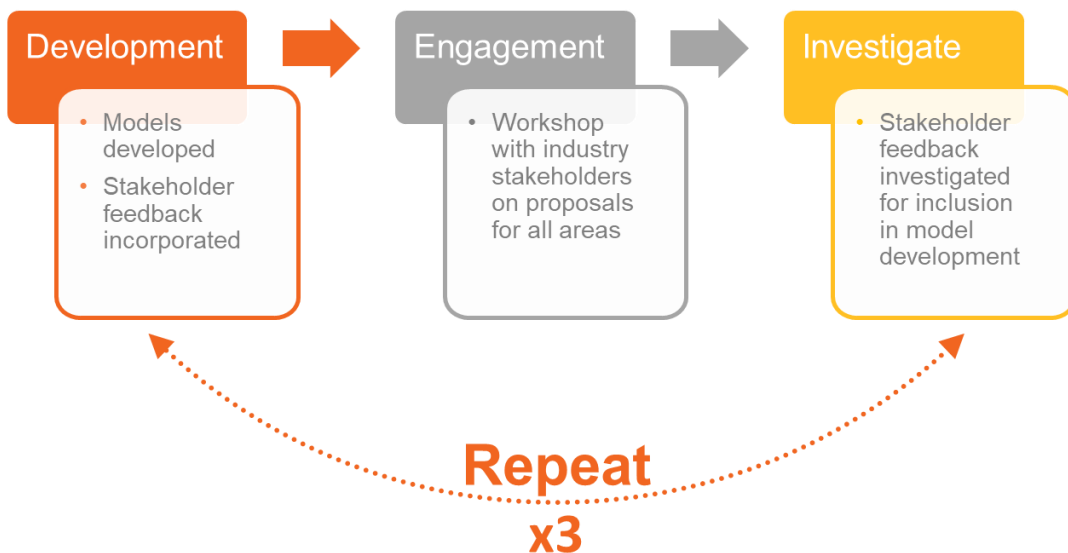 Development
• Models
developed
• Stakeholder
feedback
incorporated
Engagement
• Workshop
with industry
stakeholders
on proposals
for all areas
Investigate
• Stakeholder
feedback
investigated
for inclusion
in model
development
Repeat
x3